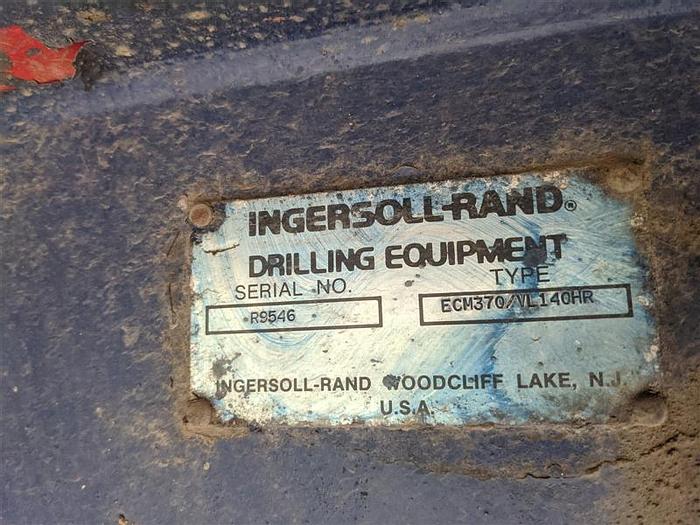 INGERSOLL-RAND®
DRILLING EQUIPMENT
SERIAL NO. TYPE
R9546 ECM370/VL140HR
INGERSOLL-RAND WOODCLIFF LAKE, N.J.
U.S.A.